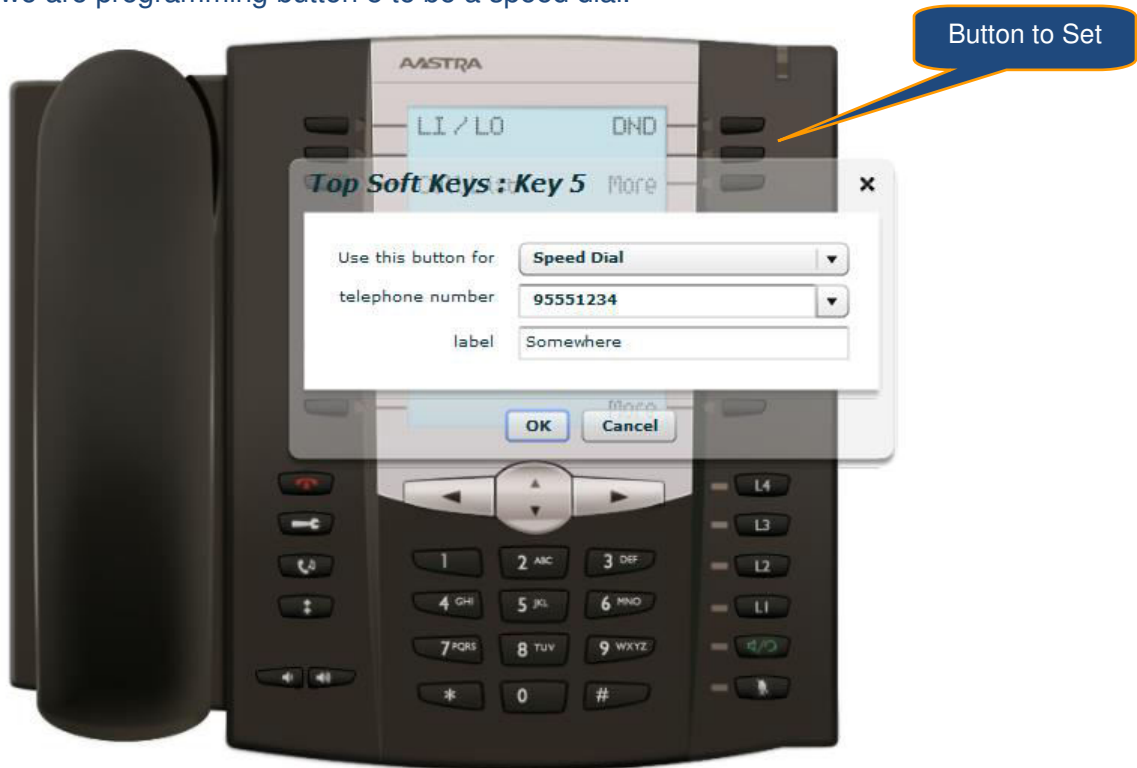 we are programming button 5 to be a speed dial.
Button to Set
AASTRA
LI / LO DND
Top Soft Keys : Key 5 More
Use this button for Speed Dial
telephone number 95551234
label Somewhere
More
OK Cancel
L4
L3
1 2 ABC 3 DEF L2
4 GHI 5 JKL 6 MNO L1
7 PQRS 8 TUV 9 WXYZ
* 0 #